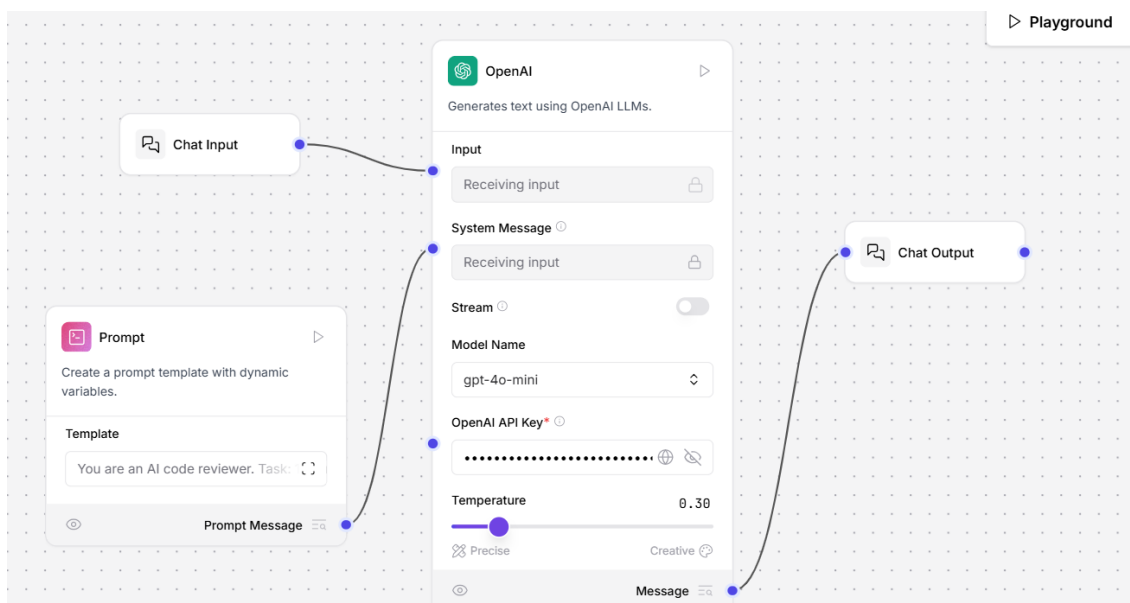 Playground
OpenAI
Generates text using OpenAI LLMs.
Chat Input
Input
Receiving input
System Message
Receiving input
Chat Output
Stream
Prompt
Create a prompt template with dynamic
variables.
Model Name
gpt-4o-mini
OpenAI API Key*
••••••••••••••••••••••••••
Template
You are an AI code reviewer. Task:
Temperature
0.30
Prompt Message
Precise
Creative
Message